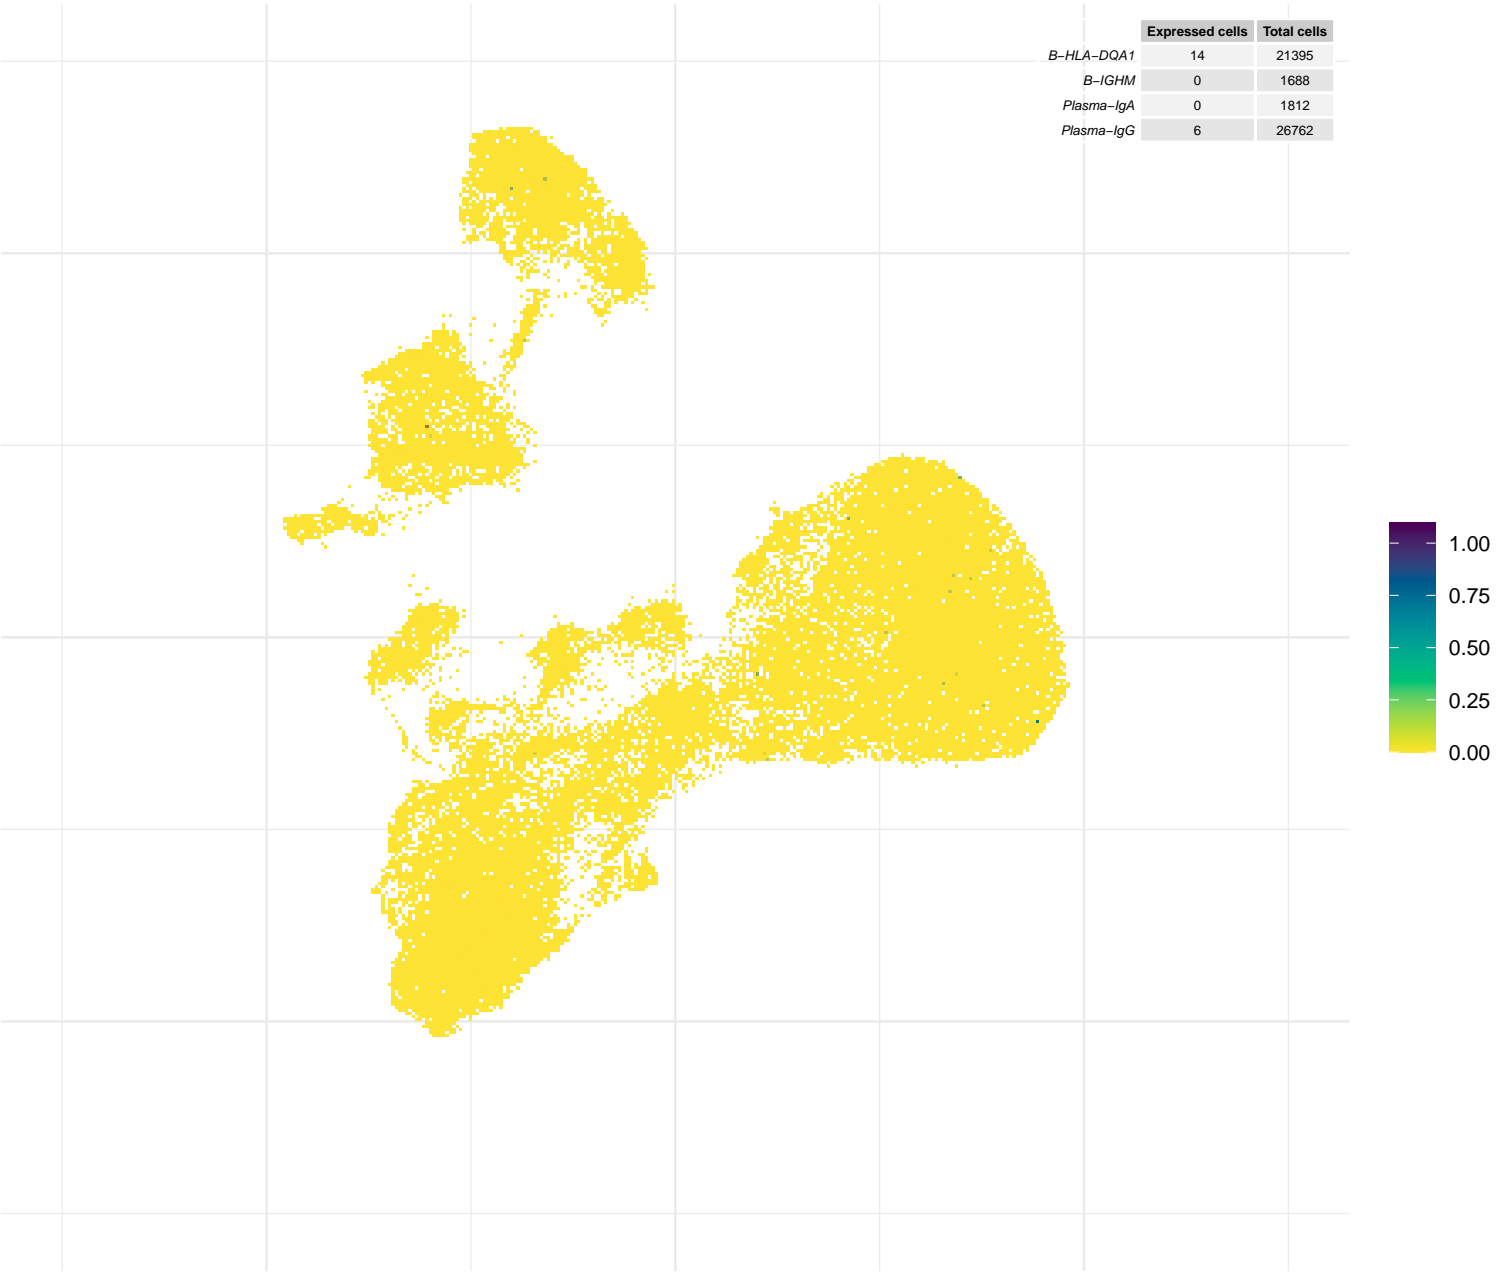 Expressed cells Total cells
B−HLA−DQA1 14 21395
B−IGHM 0 1688
Plasma−IgA 0 1812
Plasma−IgG 6 26762
1.00
0.75
0.50
0.25
0.00